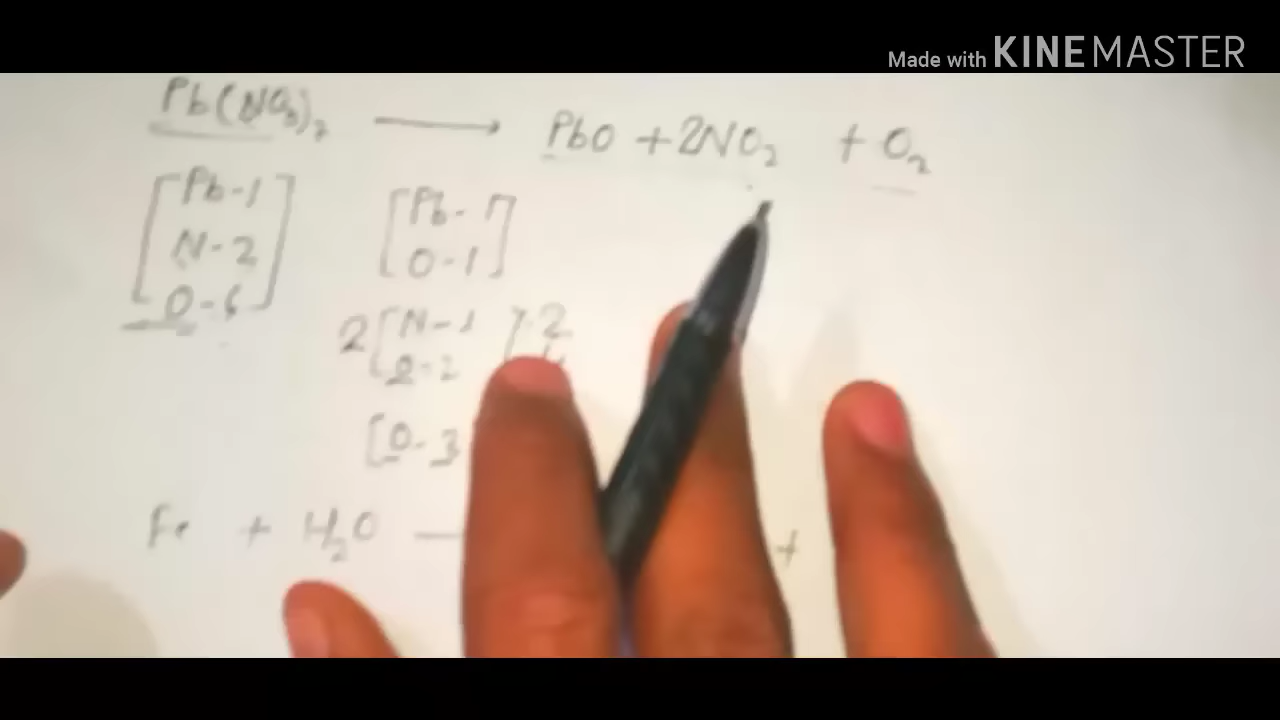 Made with KINEMASTER
Pb(NO3)2 ⟶ PbO + 2NO2 + O2
[Pb-1] [Pb-1]
[N-2] [O-1]
[O-6]
2[N-1] 2
[O-2]
[O-3
Fe + H2O — +